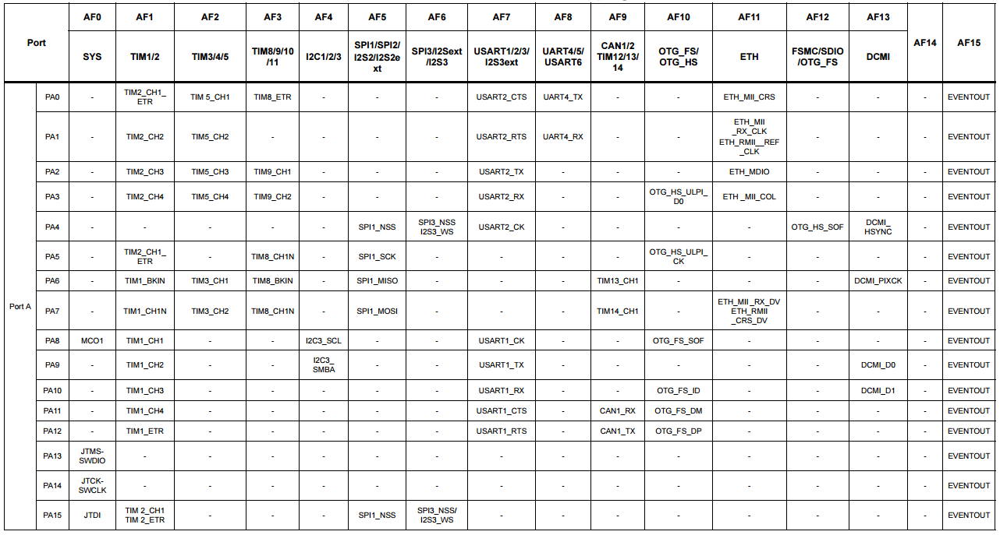 Port AF0 AF1 AF2 AF3 AF4 AF5 AF6 AF7 AF8 AF9 AF10 AF11 AF12 AF13 AF14 AF15
SYS TIM1/2 TIM3/4/5 TIM8/9/10 /11 I2C1/2/3 SPI1/SPI2/ I2S2/I2S2e xt SPI3/I2Sext /I2S3 USART1/2/3/ I2S3ext UART4/5/ USART6 CAN1/2 TIM12/13/ 14 OTG_FS/ OTG_HS ETH FSMC/SDIO /OTG_FS DCMI
Port A
PA0 - TIM2_CH1_ ETR TIM 5_CH1 TIM8_ETR - - - USART2_CTS UART4_TX - - ETH_MII_CRS - - - EVENTOUT
PA1 - TIM2_CH2 TIM5_CH2 - - - - USART2_RTS UART4_RX - - ETH_MII _RX_CLK ETH_RMII__REF _CLK - - - EVENTOUT
PA2 - TIM2_CH3 TIM5_CH3 TIM9_CH1 - - - USART2_TX - - - ETH_MDIO - - - EVENTOUT
PA3 - TIM2_CH4 TIM5_CH4 TIM9_CH2 - - - USART2_RX - - OTG_HS_ULPI_ D0 ETH _MII_COL - - - EVENTOUT
PA4 - - - - - SPI1_NSS SPI3_NSS I2S3_WS USART2_CK - - - - OTG_HS_SOF DCMI_ HSYNC - EVENTOUT
PA5 - TIM2_CH1_ ETR - TIM8_CH1N - SPI1_SCK - - - - OTG_HS_ULPI_ CK - - - - EVENTOUT
PA6 - TIM1_BKIN TIM3_CH1 TIM8_BKIN - SPI1_MISO - - - TIM13_CH1 - - - DCMI_PIXCK - EVENTOUT
PA7 - TIM1_CH1N TIM3_CH2 TIM8_CH1N - SPI1_MOSI - - - TIM14_CH1 - ETH_MII_RX_DV ETH_RMII _CRS_DV - - - EVENTOUT
PA8 MCO1 TIM1_CH1 - - I2C3_SCL - - USART1_CK - - OTG_FS_SOF - - - - EVENTOUT
PA9 - TIM1_CH2 - - I2C3_ SMBA - - USART1_TX - - - - - DCMI_D0 - EVENTOUT
PA10 - TIM1_CH3 - - - - - USART1_RX - - OTG_FS_ID - - DCMI_D1 - EVENTOUT
PA11 - TIM1_CH4 - - - - - USART1_CTS - CAN1_RX OTG_FS_DM - - - - EVENTOUT
PA12 - TIM1_ETR - - - - - USART1_RTS - CAN1_TX OTG_FS_DP - - - - EVENTOUT
PA13 JTMS- SWDIO - - - - - - - - - - - - - - EVENTOUT
PA14 JTCK- SWCLK - - - - - - - - - - - - - - EVENTOUT
PA15 JTDI TIM 2_CH1 TIM 2_ETR - - - SPI1_NSS SPI3_NSS/ I2S3_WS - - - - - - - - EVENTOUT